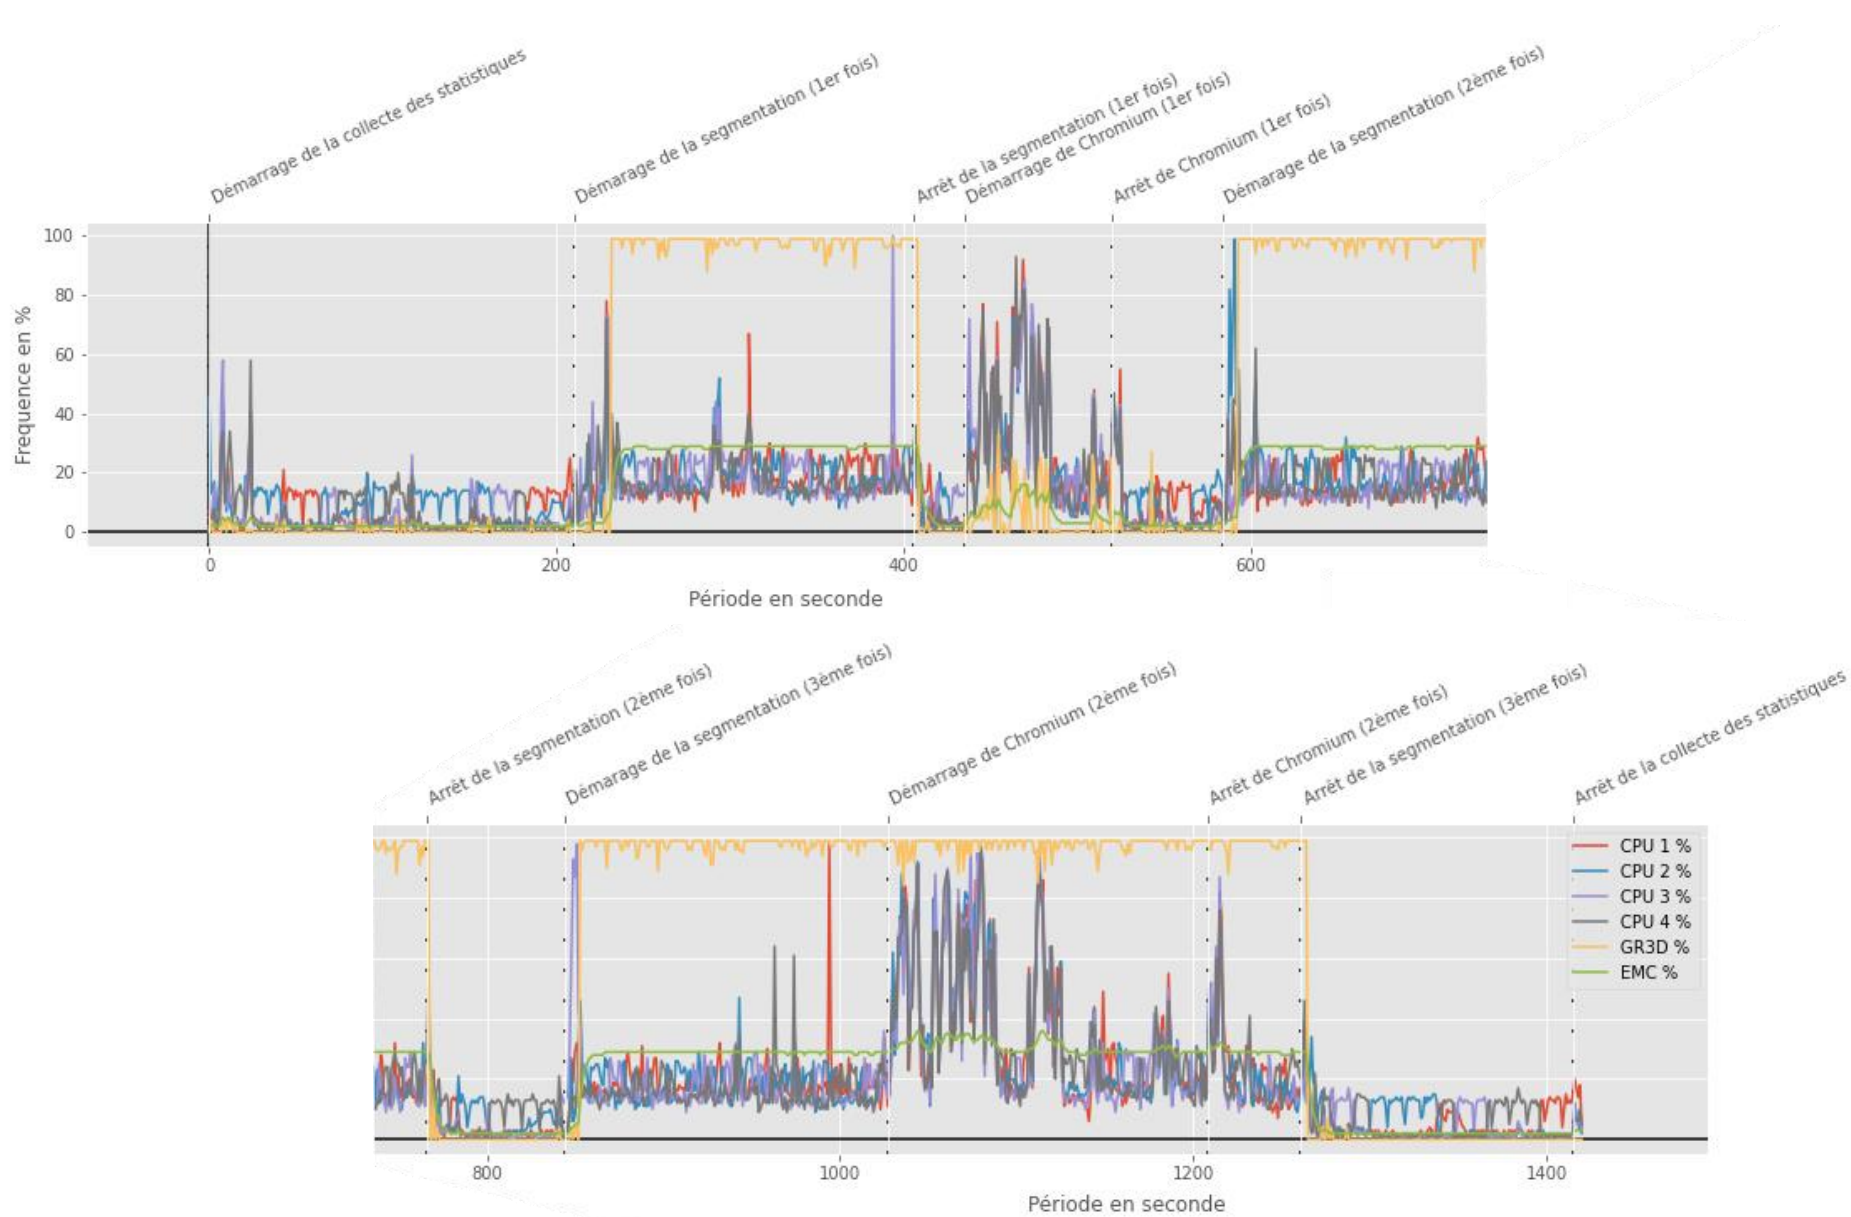 Démarrage de la collecte des statistiques
Démarage de la segmentation (1er fois)
Arrêt de la segmentation (1er fois)
Démarrage de Chromium (1er fois)
Arrêt de Chromium (1er fois)
Démarage de la segmentation (2ème fois)
Frequence en %
100
80
60
40
20
0
0
200
400
600
Période en seconde
Arrêt de la segmentation (2ème fois)
Démarage de la segmentation (3ème fois)
Démarrage de Chromium (2ème fois)
Arrêt de Chromium (2ème fois)
Arrêt de la segmentation (3ème fois)
Arrêt de la collecte des statistiques
CPU 1 %
CPU 2 %
CPU 3 %
CPU 4 %
GR3D %
EMC %
800
1000
1200
1400
Période en seconde